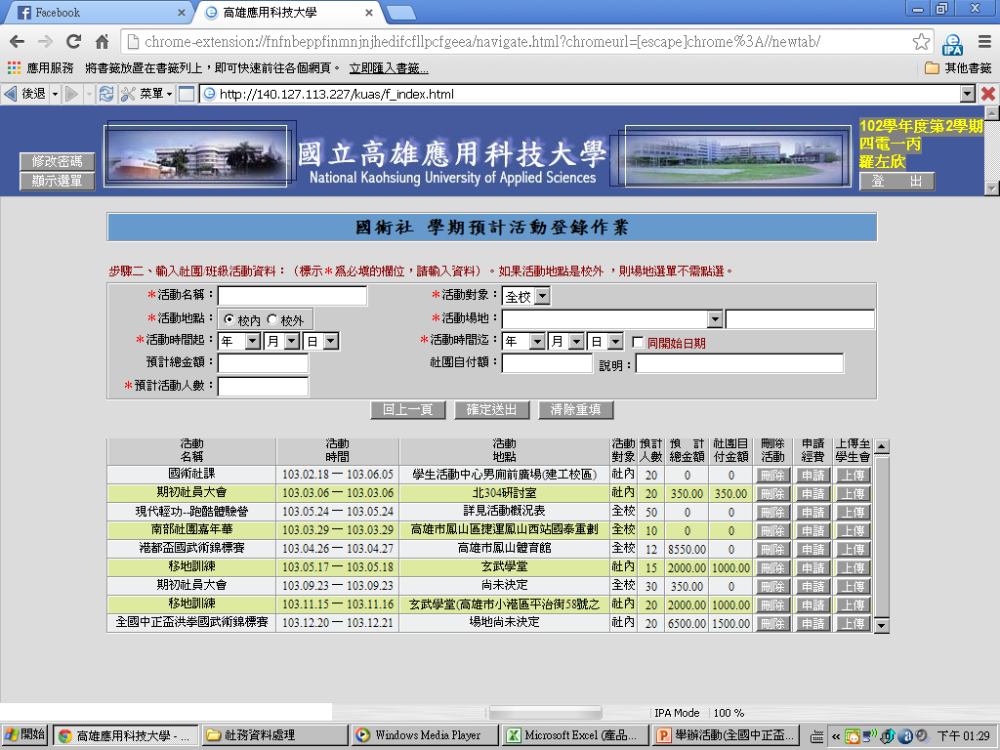 Facebook
高雄應用科技大學
chrome-extension://fnfnbeppfinmnjnjhedifcfllpcfgeea/navigate.html?chromeurl=[escape]chrome%3A//newtab/
IPA
應用服務 將書籤放置在書籤列上，即可快速前往各個網頁。 立即匯入書籤... 其他書籤
後退 菜單 http://140.127.113.227/kuas/f_index.html
修改密碼
顯示選單
國立高雄應用科技大學
National Kaohsiung University of Applied Sciences
102學年度第2學期
四電一丙
羅左欣
登 出
國術社 學期預計活動登錄作業
步驟二、輸入社團/班級活動資料：（標示＊為必填的欄位，請輸入資料）。如果活動地點是校外 ，則場地選單不需點選。
＊活動名稱： ＊活動對象：全校
＊活動地點： 校內 校外 ＊活動場地：
＊活動時間起：年 月 日 ＊活動時間迄：年 月 日 同開始日期
預計總金額： 社團自付額： 說明：
＊預計活動人數：
回上一頁 確定送出 清除重填
活動名稱 活動時間 活動地點 活動對象 預計人數 預 計總金額 社團自付金額 刪除活動 申請經費 上傳至學生會
國術社課 103.02.18 — 103.06.05 學生活動中心男廁前廣場(建工校區) 社內 20 0 0 刪除 申請 上傳
期初社員大會 103.03.06 — 103.03.06 北304研討室 社內 20 350.00 350.00 刪除 申請 上傳
現代輕功--跑酷體驗營 103.05.24 — 103.05.24 詳見活動概況表 全校 50 0 0 刪除 申請 上傳
南部社團嘉年華 103.03.29 — 103.03.29 高雄市鳳山區捷運鳳山西站國泰重劃 全校 10 0 0 刪除 申請 上傳
港都盃國武術錦標賽 103.04.26 — 103.04.27 高雄市鳳山體育館 全校 12 8550.00 0 刪除 申請 上傳
移地訓練 103.05.17 — 103.05.18 玄武學堂 社內 15 2000.00 1000.00 刪除 申請 上傳
期初社員大會 103.09.23 — 103.09.23 尚未決定 全校 30 350.00 0 刪除 申請 上傳
移地訓練 103.11.15 — 103.11.16 玄武學堂(高雄市小港區平治街58號之 社內 20 2000.00 1000.00 刪除 申請 上傳
全國中正盃洪拳國武術錦標賽 103.12.20 — 103.12.21 場地尚未決定 社內 20 6500.00 1500.00 刪除 申請 上傳
IPA Mode 100 %
開始 高雄應用科技大學 - ... 社務資料處理 Windows Media Player Microsoft Excel (產品... 舉辦活動(全國中正盃... « 下午 01:29